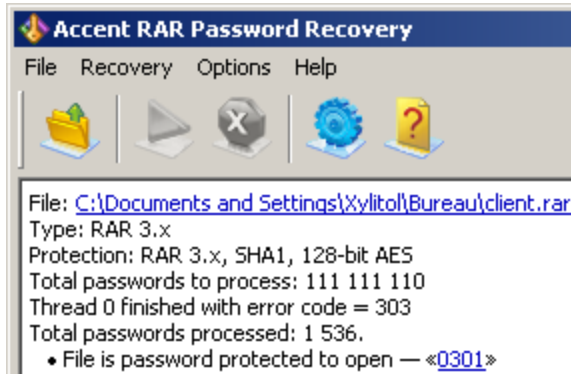 Accent RAR Password Recovery
File Recovery Options Help
File: C:\Documents and Settings\Xylitol\Bureau\client.rar
Type: RAR 3.x
Protection: RAR 3.x, SHA1, 128-bit AES
Total passwords to process: 111 111 110
Thread 0 finished with error code = 303
Total passwords processed: 1 536.
• File is password protected to open — «0301»